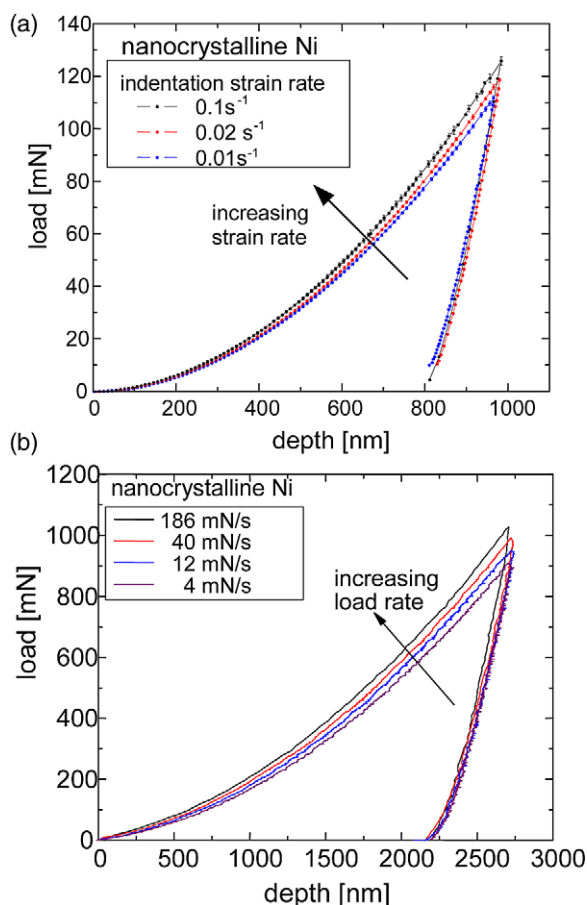 (a)
nanocrystalline Ni
indentation strain rate
0.1s⁻¹
0.02 s⁻¹
0.01s⁻¹
increasing
strain rate
load [mN]
140
120
100
80
60
40
20
0
0 200 400 600 800 1000
depth [nm]
(b)
nanocrystalline Ni
186 mN/s
40 mN/s
12 mN/s
4 mN/s
increasing
load rate
load [mN]
1200
1000
800
600
400
200
0
0 500 1000 1500 2000 2500 3000
depth [nm]